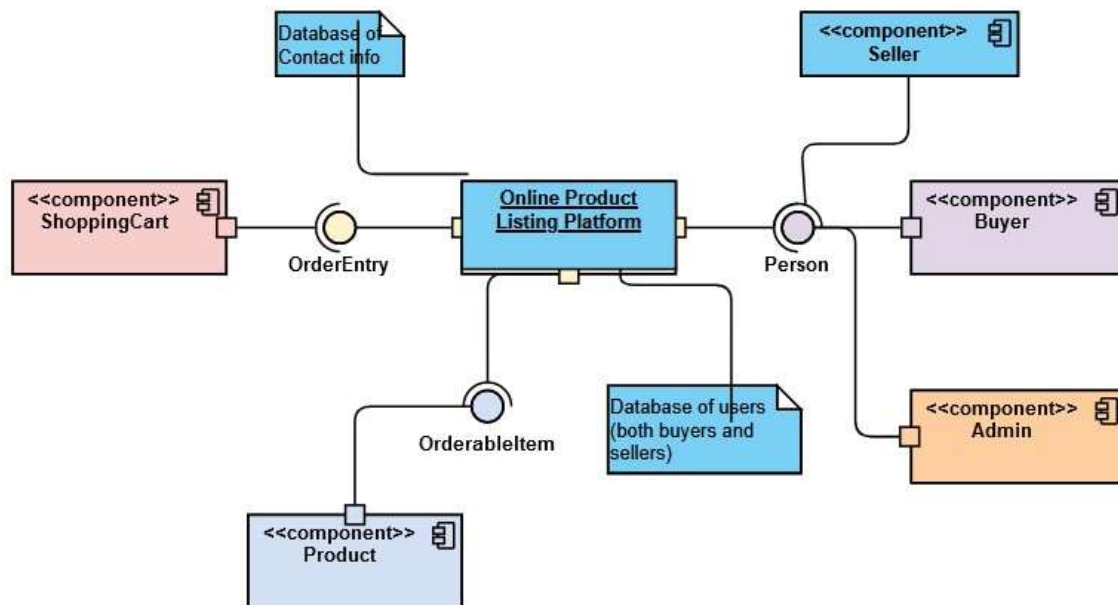 Database of
Contact info
<<component>>
Seller
<<component>>
ShoppingCart
OrderEntry
Online Product
Listing Platform
Person
<<component>>
Buyer
OrderableItem
Database of users
(both buyers and
sellers)
<<component>>
Admin
<<component>>
Product